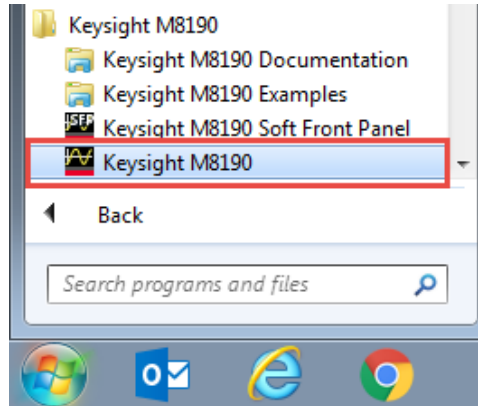 Keysight M8190
Keysight M8190 Documentation
Keysight M8190 Examples
Keysight M8190 Soft Front Panel
Keysight M8190
Back
Search programs and files